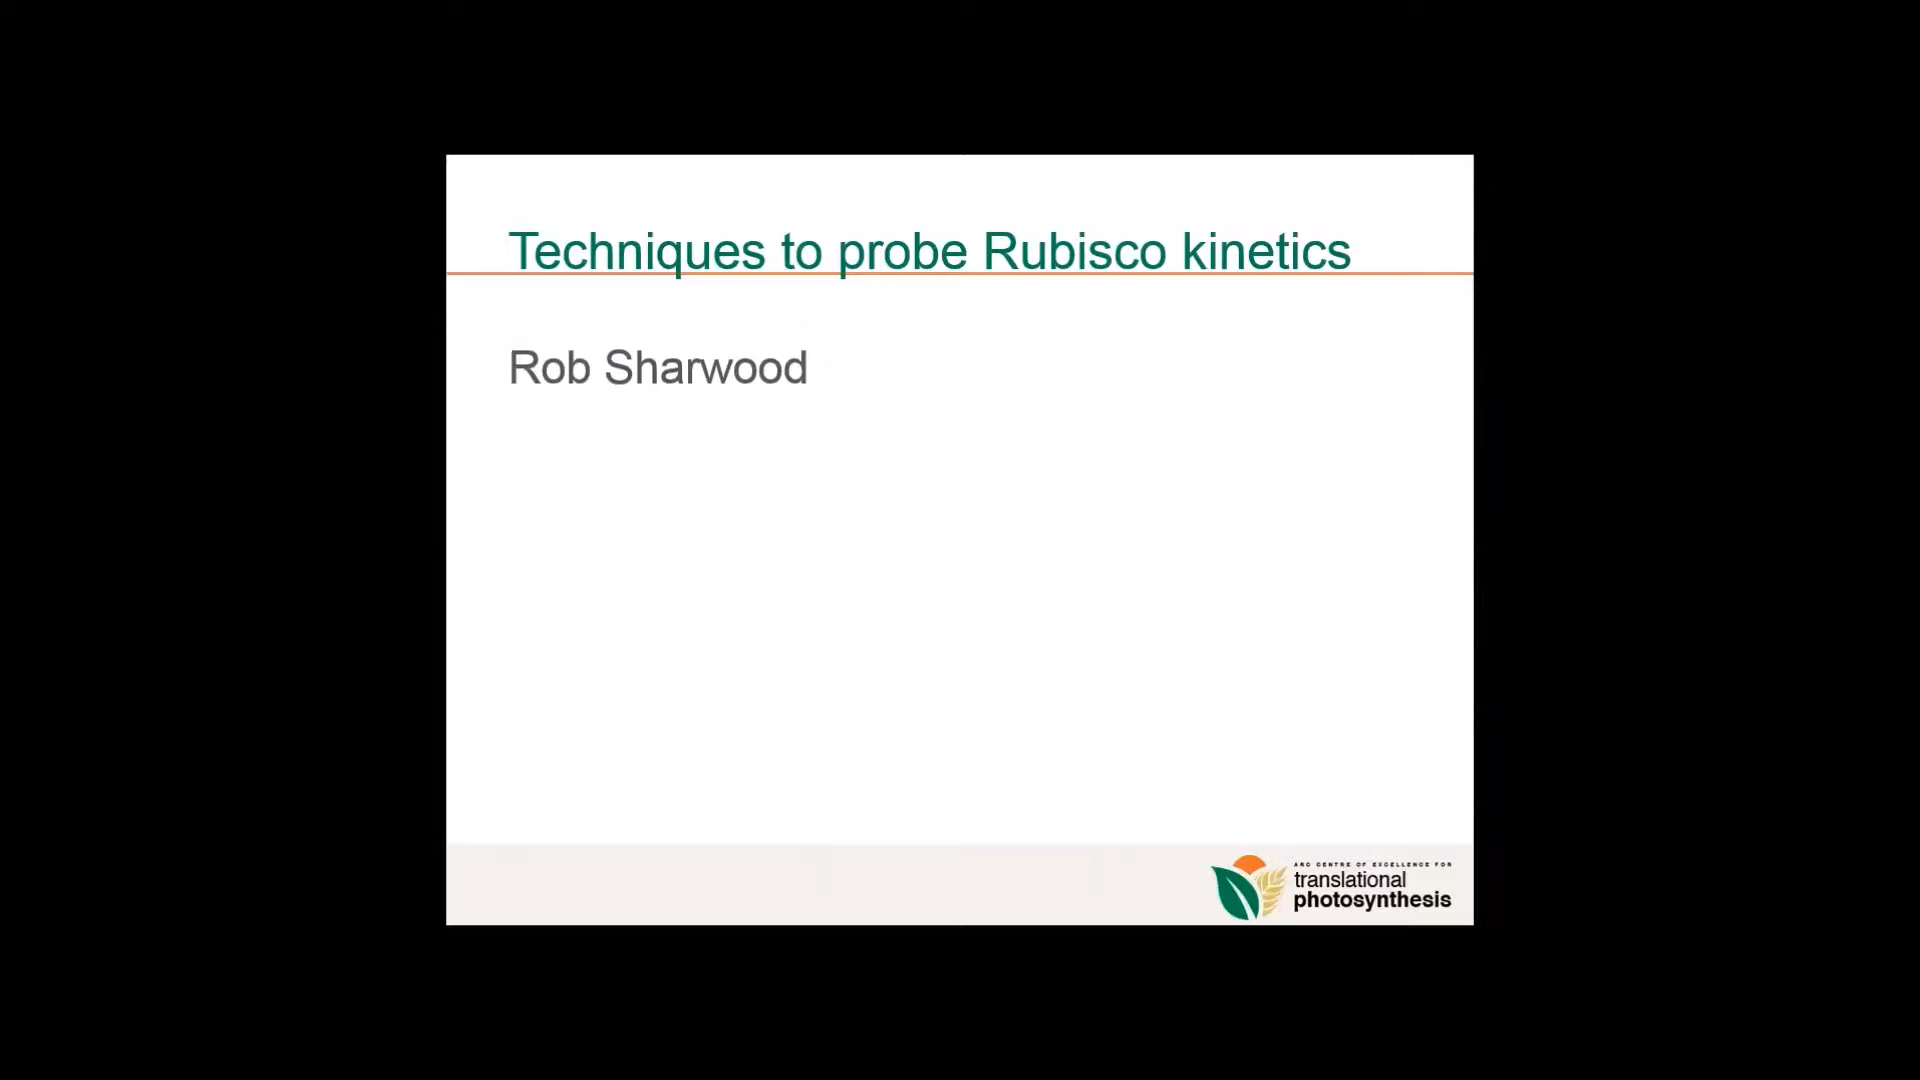 Techniques to probe Rubisco kinetics
Rob Sharwood
ARC CENTRE OF EXCELLENCE FOR
translational
photosynthesis